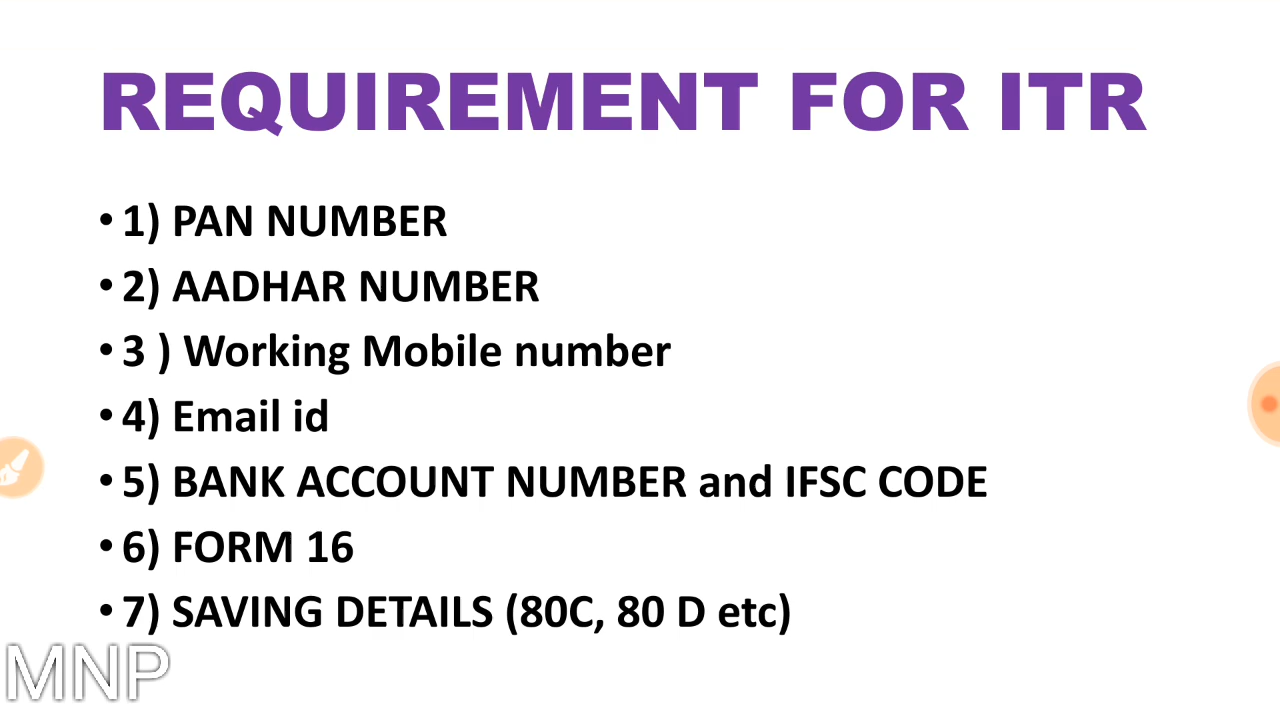 REQUIREMENT FOR ITR
• 1) PAN NUMBER
• 2) AADHAR NUMBER
• 3 ) Working Mobile number
• 4) Email id
• 5) BANK ACCOUNT NUMBER and IFSC CODE
• 6) FORM 16
• 7) SAVING DETAILS (80C, 80 D etc)
MNP